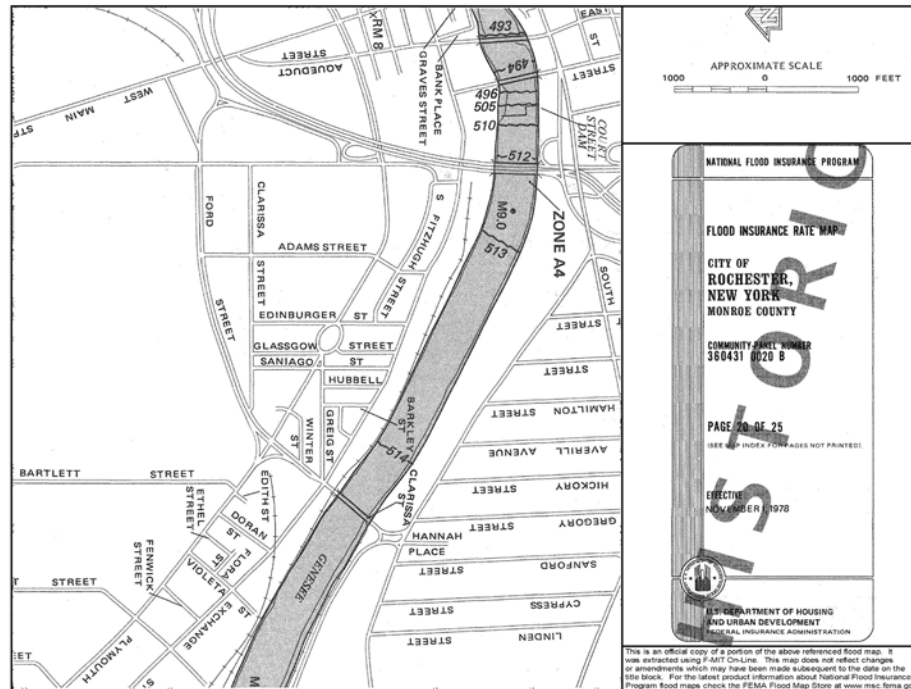 493
EAST
ST
xRM 8
STREET
AQUEDUCT
BANK PLACE
GRAVES STREET
494
STREET
WEST
MAIN
496
505
510
COURT
STREET
DAM
512
FORD
STREET
CLARISSA
STREET
S
FITZHUGH
STREET
M9.0
ZONE A4
513
ADAMS STREET
SOUTH
EDINBURGER ST
STREET
GLASSGOW STREET
SANIAGO ST
STREET
HUBBELL
BARKLEY
ST
GREIG ST
WINTER
ST
HAMILTON
STREET
AVERILL
AVENUE
514
CLARISSA
ST
BARTLETT STREET
EDITH ST
HICKORY
STREET
ETHEL
STREET
DORAN
ST
GREGORY
STREET
HANNAH
PLACE
FENWICK
STREET
FLORA
ST
VIOLETA
ST
GENESEE
SANFORD
STREET
STREET
EXCHANGE
CYPRESS
STREET
PLYMOUTH
LINDEN
STREET
M
N
APPROXIMATE SCALE
1000 0 1000 FEET
NATIONAL FLOOD INSURANCE PROGRAM
FLOOD INSURANCE RATE MAP
CITY OF
ROCHESTER,
NEW YORK
MONROE COUNTY
COMMUNITY-PANEL NUMBER
360431 0020 B
PAGE 20 OF 25
(SEE MAP INDEX FOR PAGES NOT PRINTED)
EFFECTIVE
NOVEMBER 1, 1978
HISTORIC
U.S. DEPARTMENT OF HOUSING
AND URBAN DEVELOPMENT
FEDERAL INSURANCE ADMINISTRATION
This is an official copy of a portion of the above referenced flood map. It
was extracted using F-MIT On-Line. This map does not reflect changes
or amendments which may have been made subsequent to the date on the
title block. For the latest product information about National Flood Insurance
Program flood maps check the FEMA Flood Map Store at www.msc.fema.gov